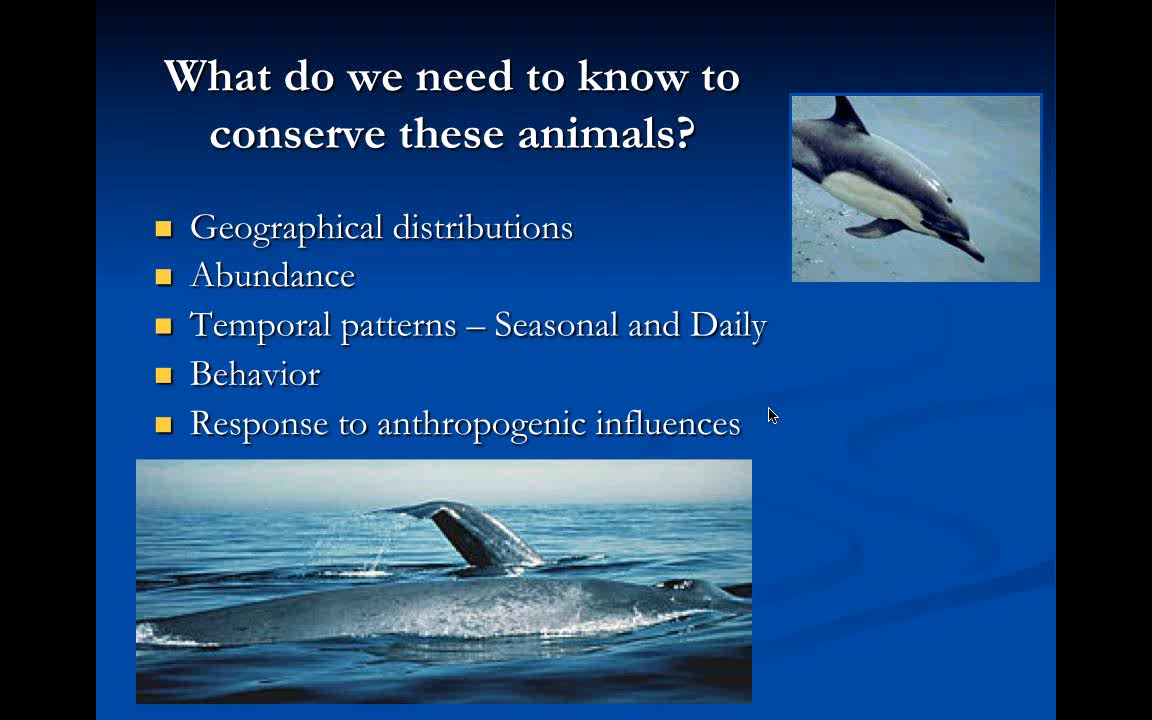 What do we need to know to
conserve these animals?
Geographical distributions
Abundance
Temporal patterns – Seasonal and Daily
Behavior
Response to anthropogenic influences